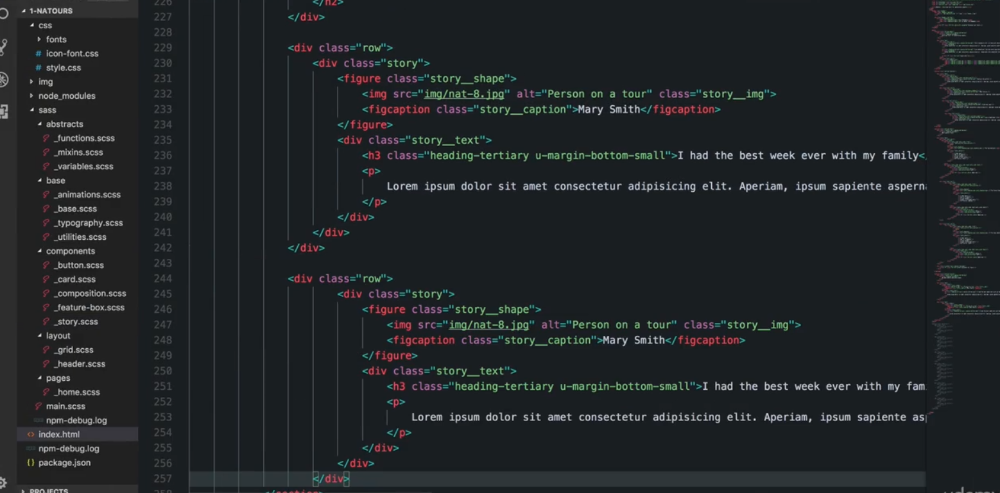 1-NATOURS
css
fonts
# icon-font.css
# style.css
img
node_modules
sass
abstracts
_functions.scss
_mixins.scss
_variables.scss
base
_animations.scss
_base.scss
_typography.scss
_utilities.scss
components
_button.scss
_card.scss
_composition.scss
_feature-box.scss
_story.scss
layout
_grid.scss
_header.scss
pages
_home.scss
main.scss
npm-debug.log
<> index.html
npm-debug.log
{} package.json
PROJECTS
226 </h2>
227 </div>
228
229 <div class="row">
230 <div class="story">
231 <figure class="story__shape">
232 <img src="img/nat-8.jpg" alt="Person on a tour" class="story__img">
233 <figcaption class="story__caption">Mary Smith</figcaption>
234 </figure>
235 <div class="story__text">
236 <h3 class="heading-tertiary u-margin-bottom-small">I had the best week ever with my family<
237 <p>
238 Lorem ipsum dolor sit amet consectetur adipisicing elit. Aperiam, ipsum sapiente asperna
239 </p>
240 </div>
241 </div>
242 </div>
243
244 <div class="row">
245 <div class="story">
246 <figure class="story__shape">
247 <img src="img/nat-8.jpg" alt="Person on a tour" class="story__img">
248 <figcaption class="story__caption">Mary Smith</figcaption>
249 </figure>
250 <div class="story__text">
251 <h3 class="heading-tertiary u-margin-bottom-small">I had the best week ever with my fam
252 <p>
253 Lorem ipsum dolor sit amet consectetur adipisicing elit. Aperiam, ipsum sapiente asp
254 </p>
255 </div>
256 </div>
257 </div>
258 </section>
udemy